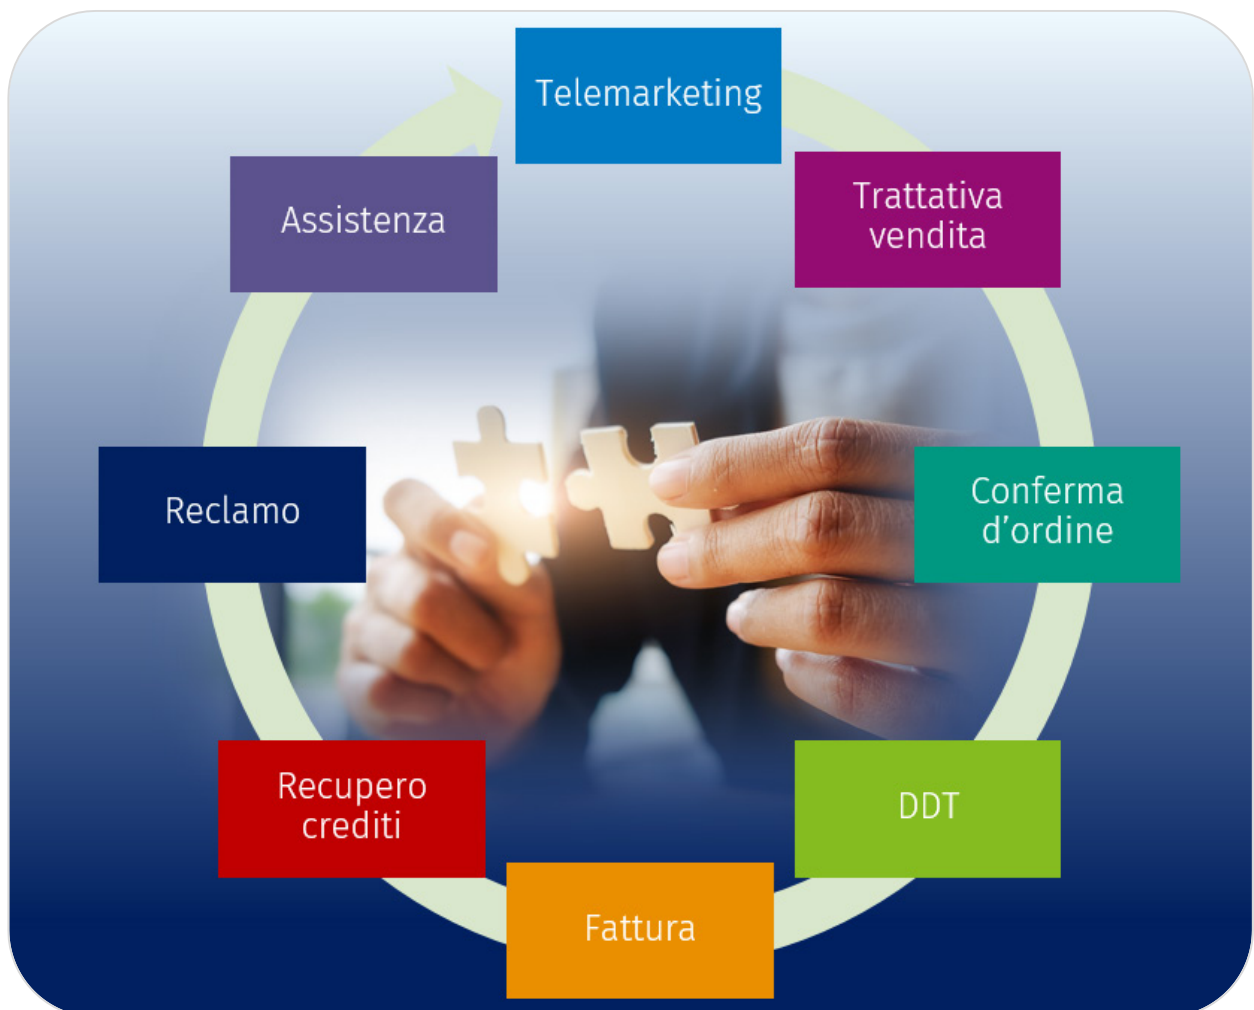 Telemarketing
Trattativa
vendita
Conferma
d’ordine
DDT
Fattura
Recupero
crediti
Reclamo
Assistenza